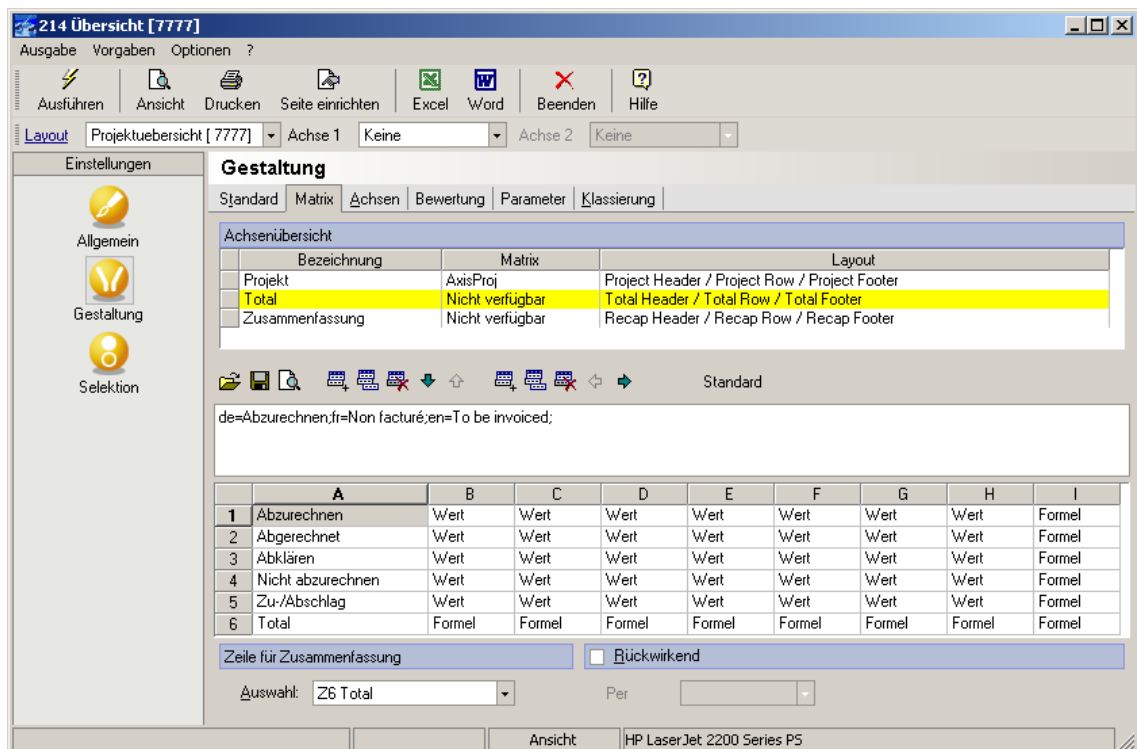 214 Übersicht [7777]
Ausgabe Vorgaben Optionen ?
Ausführen Ansicht Drucken Seite einrichten Excel Word Beenden Hilfe
Layout Projektuebersicht [ 7777] Achse 1 Keine Achse 2 Keine
Einstellungen
Allgemein
Gestaltung
Selektion
Gestaltung
Standard Matrix Achsen Bewertung Parameter Klassierung
Achsenübersicht
Bezeichnung Matrix Layout
Projekt AxisProj Project Header / Project Row / Project Footer
Total Nicht verfügbar Total Header / Total Row / Total Footer
Zusammenfassung Nicht verfügbar Recap Header / Recap Row / Recap Footer
Standard
de=Abzurechnen;fr=Non facturé;en=To be invoiced;
A B C D E F G H I
1 Abzurechnen Wert Wert Wert Wert Wert Wert Wert Formel
2 Abgerechnet Wert Wert Wert Wert Wert Wert Wert Formel
3 Abklären Wert Wert Wert Wert Wert Wert Wert Formel
4 Nicht abzurechnen Wert Wert Wert Wert Wert Wert Wert Formel
5 Zu-/Abschlag Wert Wert Wert Wert Wert Wert Wert Formel
6 Total Formel Formel Formel Formel Formel Formel Formel Formel
Zeile für Zusammenfassung Rückwirkend
Auswahl: Z6 Total Per
Ansicht HP LaserJet 2200 Series PS